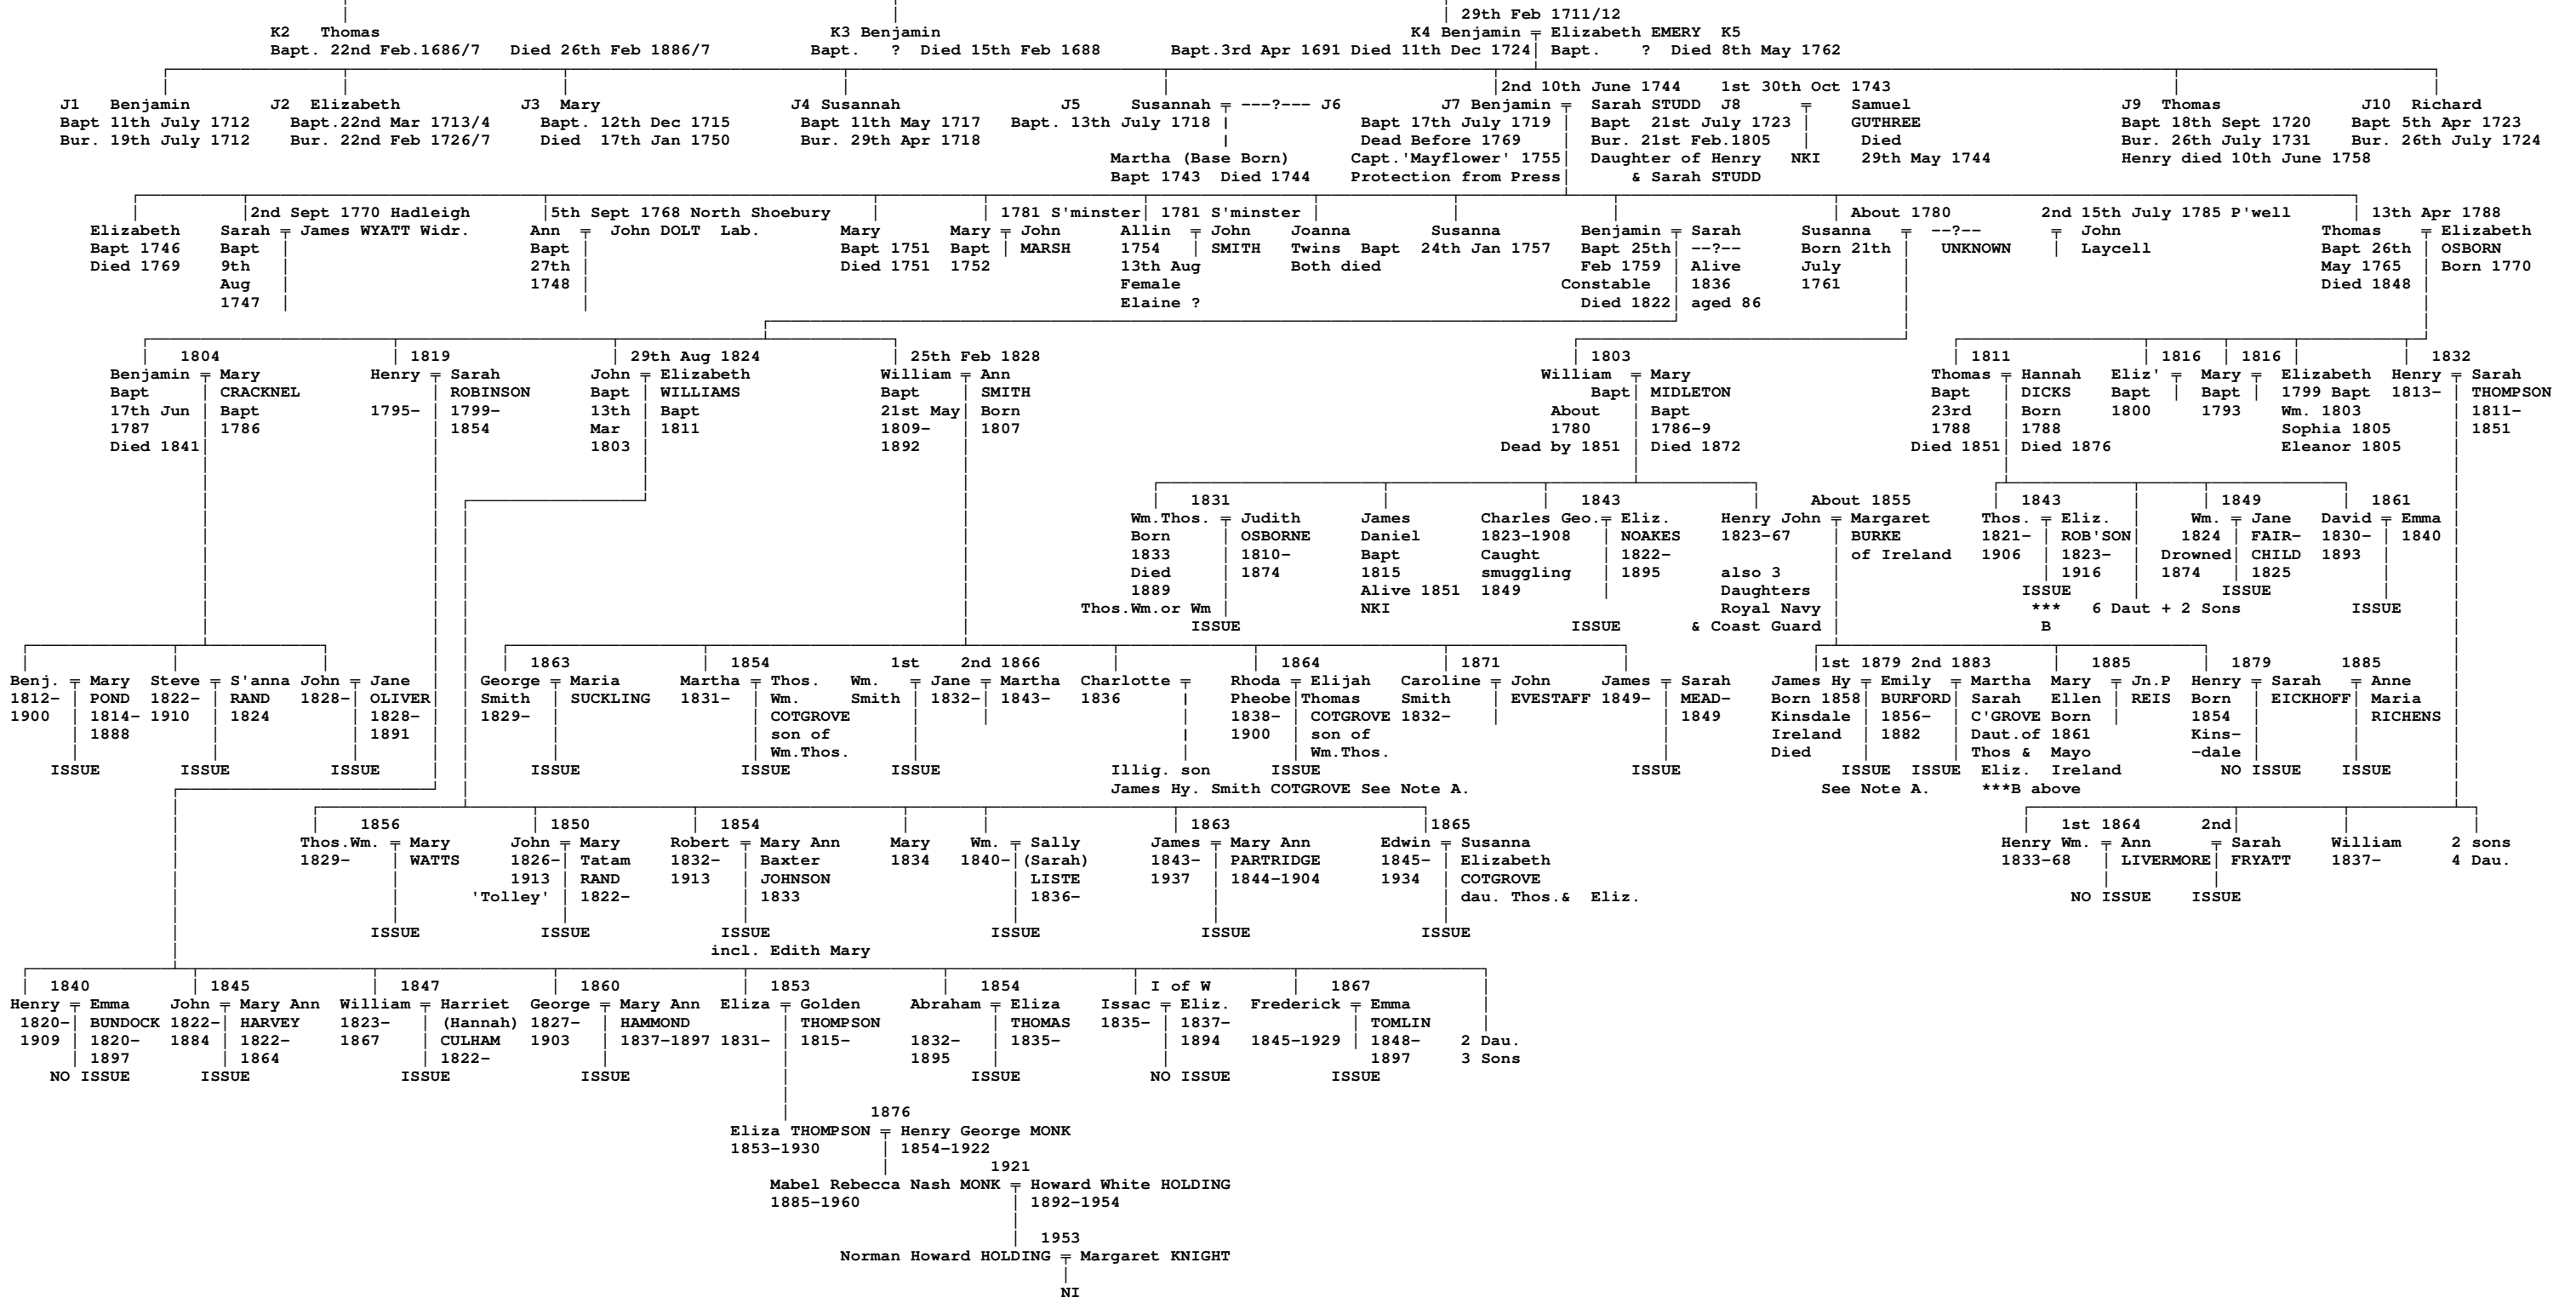 29th Feb 1711/12
K2 Thomas K3 Benjamin K4 Benjamin ╤ Elizabeth EMERY K5
Bapt. 22nd Feb.1686/7 Died 26th Feb 1886/7 Bapt. ? Died 15th Feb 1688 Bapt.3rd Apr 1691 Died 11th Dec 1724 Bapt. ? Died 8th May 1762
2nd 10th June 1744 1st 30th Oct 1743
J1 Benjamin J2 Elizabeth J3 Mary J4 Susannah J5 Susannah ╤ ---?--- J6 J7 Benjamin ╤ Sarah STUDD J8 ╤ Samuel J9 Thomas J10 Richard
Bapt 11th July 1712 Bapt.22nd Mar 1713/4 Bapt. 12th Dec 1715 Bapt 11th May 1717 Bapt. 13th July 1718 Bapt 17th July 1719 Bapt 21st July 1723 GUTHREE Bapt 18th Sept 1720 Bapt 5th Apr 1723
Bur. 19th July 1712 Bur. 22nd Feb 1726/7 Died 17th Jan 1750 Bur. 29th Apr 1718 Dead Before 1769 Bur. 21st Feb.1805 Died Bur. 26th July 1731 Bur. 26th July 1724
Martha (Base Born) Capt.'Mayflower' 1755 Daughter of Henry NKI 29th May 1744 Henry died 10th June 1758
Bapt 1743 Died 1744 Protection from Press & Sarah STUDD
2nd Sept 1770 Hadleigh 5th Sept 1768 North Shoebury 1781 S'minster 1781 S'minster About 1780 2nd 15th July 1785 P'well 13th Apr 1788
Elizabeth Sarah ╤ James WYATT Widr. Ann ╤ John DOLT Lab. Mary Mary ╤ John Allin ╤ John Joanna Susanna Benjamin ╤ Sarah Susanna ╤ --?-- ╤ John Thomas ╤ Elizabeth
Bapt 1746 Bapt Bapt Bapt 1751 Bapt MARSH 1754 SMITH Twins Bapt 24th Jan 1757 Bapt 25th --?-- Born 21th UNKNOWN Laycell Bapt 26th OSBORN
Died 1769 9th 27th Died 1751 1752 13th Aug Both died Feb 1759 Alive July May 1765 Born 1770
Aug 1748 Female Constable 1836 1761 Died 1848
1747 Elaine ? Died 1822 aged 86
1804 1819 29th Aug 1824 25th Feb 1828 1803 1811 1816 1816 1832
Benjamin ╤ Mary Henry ╤ Sarah John ╤ Elizabeth William ╤ Ann William ╤ Mary Thomas ╤ Hannah Eliz' ╤ Mary ╤ Elizabeth Henry ╤ Sarah
Bapt CRACKNEL ROBINSON Bapt WILLIAMS Bapt SMITH Bapt MIDLETON Bapt DICKS Bapt Bapt 1799 Bapt 1813- THOMPSON
17th Jun Bapt 1795- 1799- 13th Bapt 21st May Born About Bapt 23rd Born 1800 1793 Wm. 1803 1811-
1787 1786 1854 Mar 1811 1809- 1807 1780 1786-9 1788 1788 Sophia 1805 1851
Died 1841 1803 1892 Dead by 1851 Died 1872 Died 1851 Died 1876 Eleanor 1805
1831 1843 About 1855 1843 1849 1861
Wm.Thos. ╤ Judith James Charles Geo.╤ Eliz. Henry John ╤ Margaret Thos. ╤ Eliz. Wm. ╤ Jane David ╤ Emma
Born OSBORNE Daniel 1823-1908 NOAKES 1823-67 BURKE 1821- ROB'SON 1824 FAIR- 1830- 1840
1833 1810- Bapt Caught 1822- of Ireland 1906 1823- Drowned CHILD 1893
Died 1874 1815 smuggling 1895 also 3 1916 1874 1825
1889 Alive 1851 1849 Daughters ISSUE ISSUE
Thos.Wm.or Wm NKI Royal Navy *** 6 Daut + 2 Sons ISSUE
ISSUE ISSUE & Coast Guard B
1863 1854 1st 2nd 1866 1864 1871 1st 1879 2nd 1883 1885 1879 1885
Benj. ╤ Mary Steve ╤ S'anna John ╤ Jane George ╤ Maria Martha ╤ Thos. Wm. ╤ Jane ╤ Martha Charlotte ╤ Rhoda ╤ Elijah Caroline ╤ John James ╤ Sarah James Hy ╤ Emily ╤ Martha Mary ╤ Jn.P Henry ╤ Sarah ╤ Anne
1812- POND 1822- RAND 1828- OLIVER Smith SUCKLING 1831- Wm. Smith 1832- 1843- 1836 Pheobe Thomas Smith EVESTAFF 1849- MEAD- Born 1858 BURFORD Sarah Ellen REIS Born EICKHOFF Maria
1900 1814- 1910 1824 1828- 1829- COTGROVE 1838- COTGROVE 1832- 1849 Kinsdale 1856- C'GROVE Born 1854 RICHENS
1888 1891 son of 1900 son of Ireland 1882 Daut.of 1861 Kins-
Wm.Thos. Wm.Thos. Died Thos & Mayo -dale
ISSUE ISSUE ISSUE ISSUE ISSUE ISSUE Illig. son ISSUE ISSUE ISSUE ISSUE Eliz. Ireland NO ISSUE ISSUE
James Hy. Smith COTGROVE See Note A. See Note A. ***B above
1856 1850 1854 1863 1865 1st 1864 2nd
Thos.Wm. ╤ Mary John ╤ Mary Robert ╤ Mary Ann Mary Wm. ╤ Sally James ╤ Mary Ann Edwin ╤ Susanna Henry Wm. ╤ Ann ╤ Sarah William 2 sons
1829- WATTS 1826- Tatam 1832- Baxter 1834 1840- (Sarah) 1843- PARTRIDGE 1845- Elizabeth 1833-68 LIVERMORE FRYATT 1837- 4 Dau.
1913 RAND 1913 JOHNSON LISTE 1937 1844-1904 1934 COTGROVE
'Tolley' 1822- 1833 1836- dau. Thos.& Eliz. NO ISSUE ISSUE
ISSUE ISSUE ISSUE ISSUE ISSUE ISSUE
incl. Edith Mary
1840 1845 1847 1860 1853 1854 I of W 1867
Henry ╤ Emma John ╤ Mary Ann William ╤ Harriet George ╤ Mary Ann Eliza ╤ Golden Abraham ╤ Eliza Issac ╤ Eliz. Frederick ╤ Emma
1820- BUNDOCK 1822- HARVEY 1823- (Hannah) 1827- HAMMOND THOMPSON THOMAS 1835- 1837- TOMLIN
1909 1820- 1884 1822- 1867 CULHAM 1903 1837-1897 1831- 1815- 1832- 1835- 1894 1845-1929 1848- 2 Dau.
1897 1864 1822- 1895 1897 3 Sons
NO ISSUE ISSUE ISSUE ISSUE ISSUE NO ISSUE ISSUE
1876
Eliza THOMPSON ╤ Henry George MONK
1853-1930 1854-1922
1921
Mabel Rebecca Nash MONK ╤ Howard White HOLDING
1885-1960 1892-1954
1953
Norman Howard HOLDING ╤ Margaret KNIGHT
NI